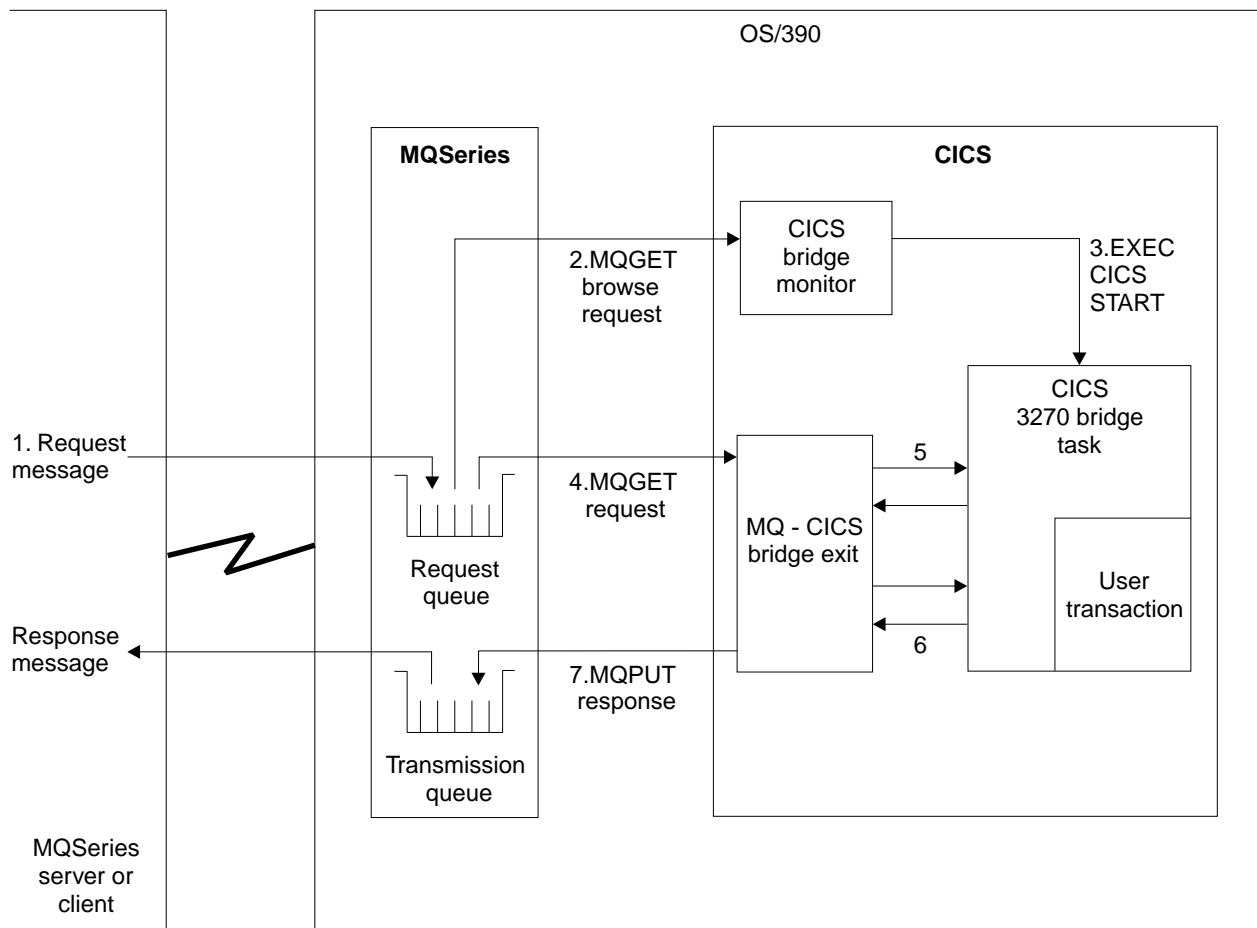 OS/390
MQSeries
CICS
CICS
bridge
monitor
2.MQGET
browse
request
3.EXEC
CICS
START
CICS
3270 bridge
task
1. Request
message
4.MQGET
request
5
MQ - CICS
bridge exit
Request
queue
User
transaction
6
Response
message
7.MQPUT
response
Transmission
queue
MQSeries
server or
client